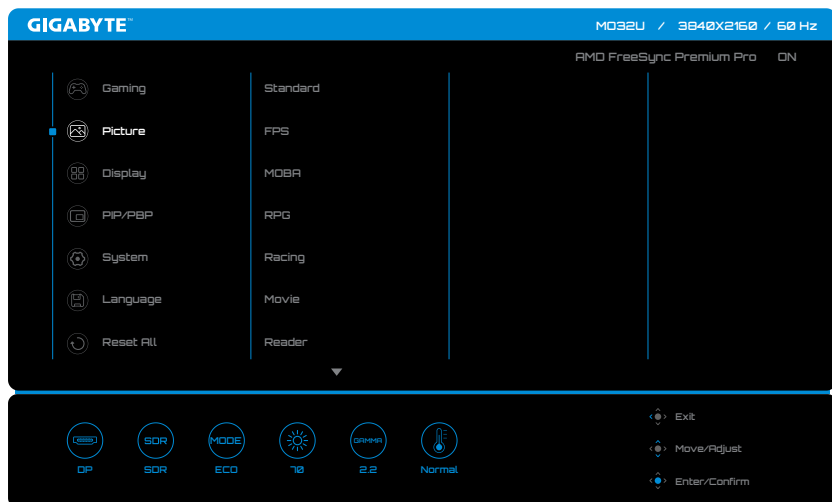 GIGABYTE™ MO32U / 3840X2160 / 60 Hz
AMD FreeSync Premium Pro ON
Gaming Standard
Picture FPS
Display MOBA
PIP/PBP RPG
System Racing
Language Movie
Reset All Reader
Exit
SDR MODE GAMMA Move/Adjust
DP SDR ECO 70 2.2 Normal
Enter/Confirm